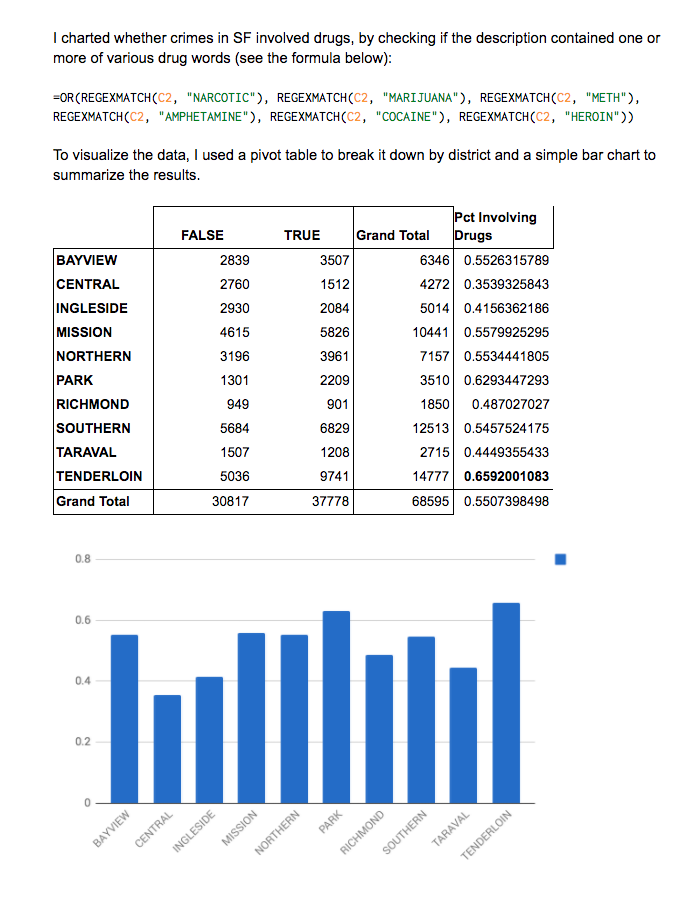 I charted whether crimes in SF involved drugs, by checking if the description contained one or
more of various drug words (see the formula below):
=OR(REGEXMATCH(C2, "NARCOTIC"), REGEXMATCH(C2, "MARIJUANA"), REGEXMATCH(C2, "METH"),
REGEXMATCH(C2, "AMPHETAMINE"), REGEXMATCH(C2, "COCAINE"), REGEXMATCH(C2, "HEROIN"))
To visualize the data, I used a pivot table to break it down by district and a simple bar chart to
summarize the results.
FALSE TRUE Grand Total Pct Involving
Drugs
BAYVIEW 2839 3507 6346 0.5526315789
CENTRAL 2760 1512 4272 0.3539325843
INGLESIDE 2930 2084 5014 0.4156362186
MISSION 4615 5826 10441 0.5579925295
NORTHERN 3196 3961 7157 0.5534441805
PARK 1301 2209 3510 0.6293447293
RICHMOND 949 901 1850 0.487027027
SOUTHERN 5684 6829 12513 0.5457524175
TARAVAL 1507 1208 2715 0.4449355433
TENDERLOIN 5036 9741 14777 0.6592001083
Grand Total 30817 37778 68595 0.5507398498
0.8
0.6
0.4
0.2
0
BAYVIEW
CENTRAL
INGLESIDE
MISSION
NORTHERN
PARK
RICHMOND
SOUTHERN
TARAVAL
TENDERLOIN